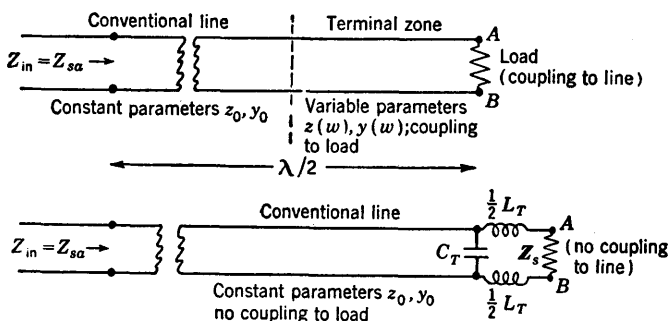 Conventional line
Terminal zone
A
Z_in = Z_sa →
Load
(coupling to line)
B
Constant parameters z_0, y_0
Variable parameters
z(w), y(w); coupling
to load
λ/2
Conventional line
½ L_T
A
Z_in = Z_sa →
C_T
Z_s
(no coupling
to line)
B
½ L_T
Constant parameters z_0, y_0
no coupling to load